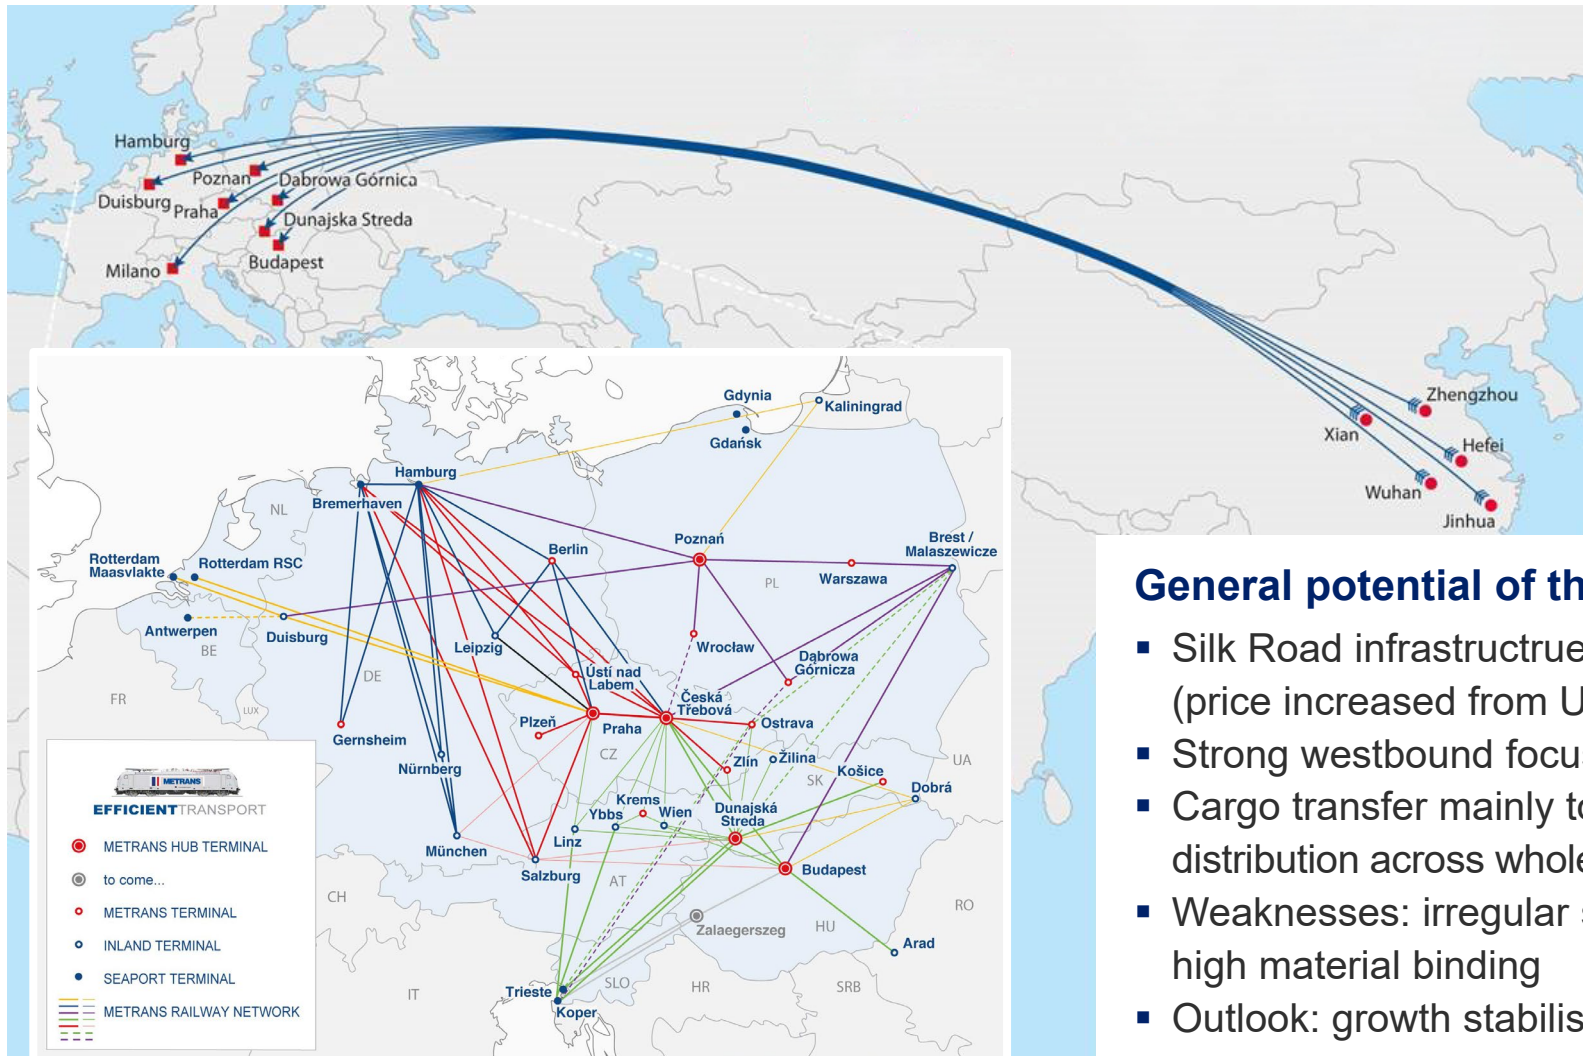 Hamburg
Poznan
Dabrowa Górnica
Duisburg
Praha
Dunajska Streda
Milano
Budapest
Zhengzhou
Xian
Hefei
Wuhan
Jinhua
Gdynia
Kaliningrad
Gdańsk
Hamburg
Bremerhaven
NL
Rotterdam
Maasvlakte
Rotterdam RSC
Berlin
Poznań
Brest /
Malaszewicze
PL
Warszawa
Antwerpen
BE
Duisburg
Leipzig
Wrocław
Dąbrowa
Górnicza
DE
Ústí nad
Labem
FR
LUX
Česká
Třebová
Plzeň
Praha
Ostrava
Gernsheim
CZ
Nürnberg
Zlín
Žilina
SK
Košice
UA
Dobrá
Krems
Ybbs
Wien
Dunajská
Streda
Linz
München
Salzburg
AT
Budapest
CH
RO
Zalaegerszeg
HU
Arad
IT
Trieste
SLO
HR
SRB
Koper
METRANS
EFFICIENTTRANSPORT
METRANS HUB TERMINAL
to come...
METRANS TERMINAL
INLAND TERMINAL
SEAPORT TERMINAL
METRANS RAILWAY NETWORK
General potential of th
▪ Silk Road infrastructrue
(price increased from U
▪ Strong westbound focus
▪ Cargo transfer mainly to
distribution across whole
▪ Weaknesses: irregular s
high material binding
▪ Outlook: growth stabilis